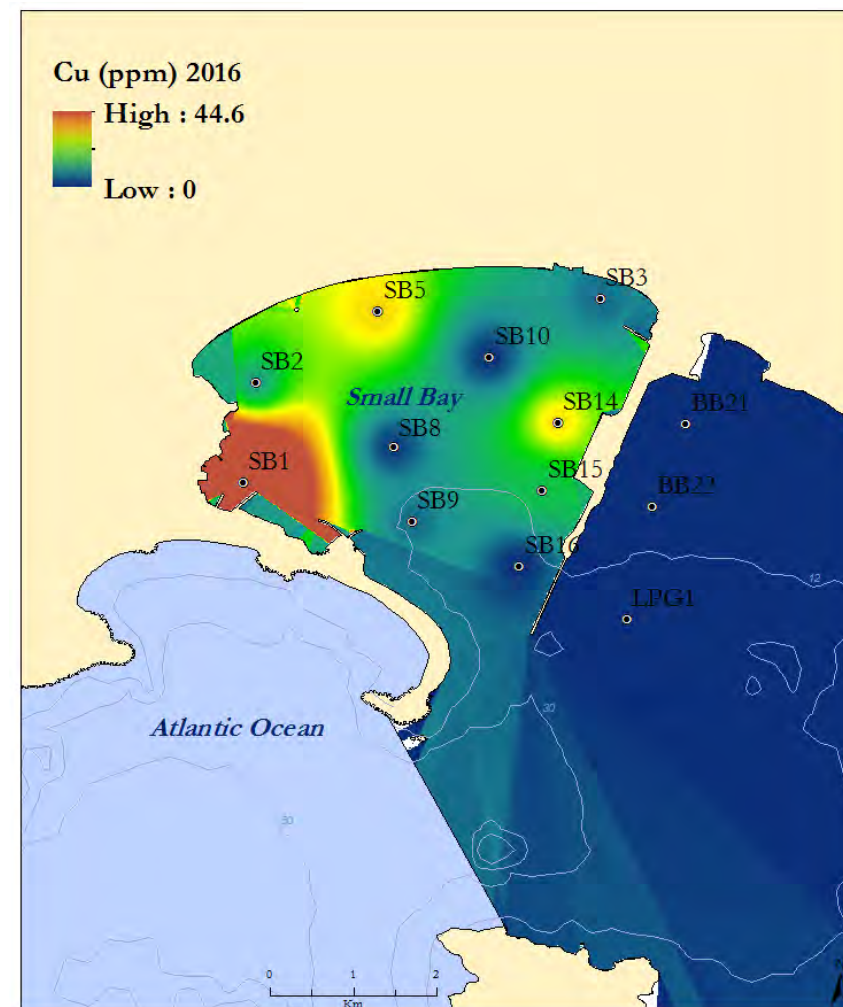 Cu (ppm) 2016
High : 44.6
Low : 0
SB3
SB5
SB10
SB2
Small Bay
SB14
BB21
SB8
SB1
SB15
BB22
SB9
SB16
12
LPG1
30
Atlantic Ocean
30
0 1 2
Km